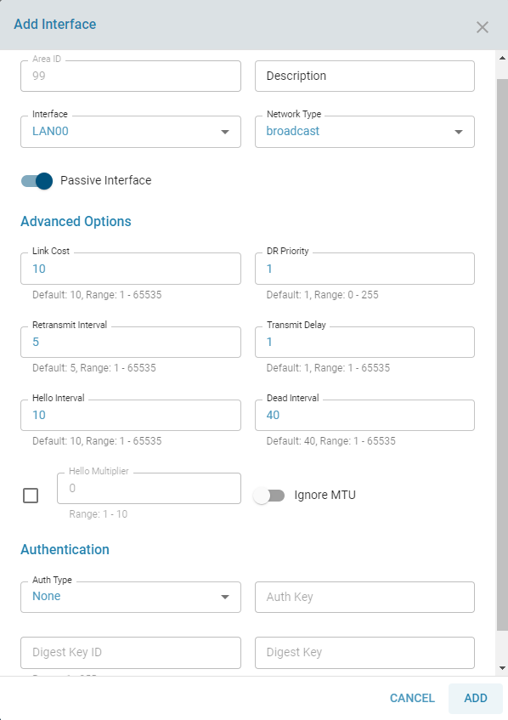 Add Interface
Area ID
99
Description
Interface
LAN00
Network Type
broadcast
Passive Interface
Advanced Options
Link Cost
10
Default: 10, Range: 1 - 65535
DR Priority
1
Default: 1, Range: 0 - 255
Retransmit Interval
5
Default: 5, Range: 1 - 65535
Transmit Delay
1
Default: 1, Range: 1 - 65535
Hello Interval
10
Default: 10, Range: 1 - 65535
Dead Interval
40
Default: 40, Range: 1 - 65535
Hello Multiplier
0
Range: 1 - 10
Ignore MTU
Authentication
Auth Type
None
Auth Key
Digest Key ID
Digest Key
CANCEL
ADD